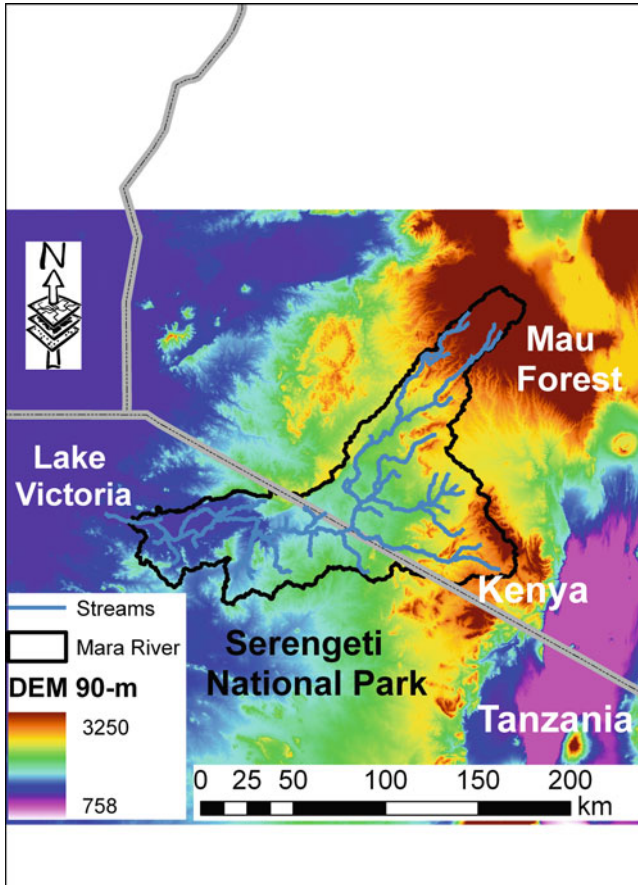 N
Mau
Forest
Lake
Victoria
Kenya
Streams
Mara River
DEM 90-m
3250
758
Serengeti
National Park
Tanzania
0 25 50 100 150 200
km